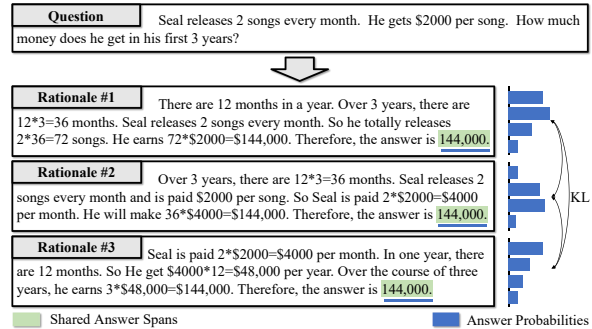 Question
Seal releases 2 songs every month. He gets $2000 per song. How much
money does he get in his first 3 years?
Rationale #1
There are 12 months in a year. Over 3 years, there are
12*3=36 months. Seal releases 2 songs every month. So he totally releases
2*36=72 songs. He earns 72*$2000=$144,000. Therefore, the answer is 144,000.
Rationale #2
Over 3 years, there are 12*3=36 months. Seal releases 2
songs every month and is paid $2000 per song. So Seal is paid 2*$2000=$4000
per month. He will make 36*$4000=$144,000. Therefore, the answer is 144,000.
KL
Rationale #3
Seal is paid 2*$2000=$4000 per month. In one year, there
are 12 months. So He get $4000*12=$48,000 per year. Over the course of three
years, he earns 3*$48,000=$144,000. Therefore, the answer is 144,000.
Shared Answer Spans
Answer Probabilities